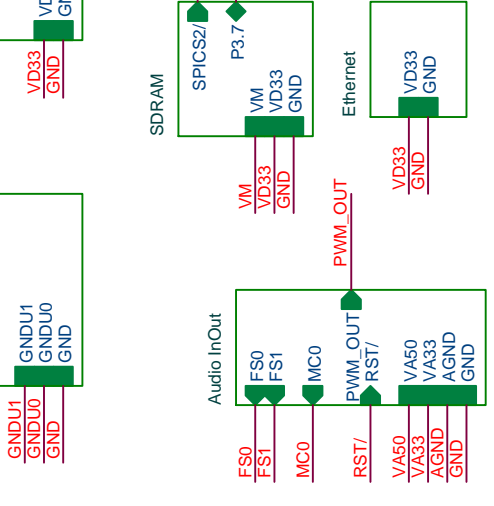 VD33
GND
SDRAM
SPICS2/
P3.7
VM
VD33
GND
VM
VD33
GND
Ethernet
VD33
GND
VD33
GND
GNDU1
GNDU0
GND
GNDU1
GNDU0
GND
PWM_OUT
Audio InOut
FS0
FS1
MC0
PWM_OUT
RST/
VA50
VA33
AGND
GND
FS0
FS1
MC0
RST/
VA50
VA33
AGND
GND